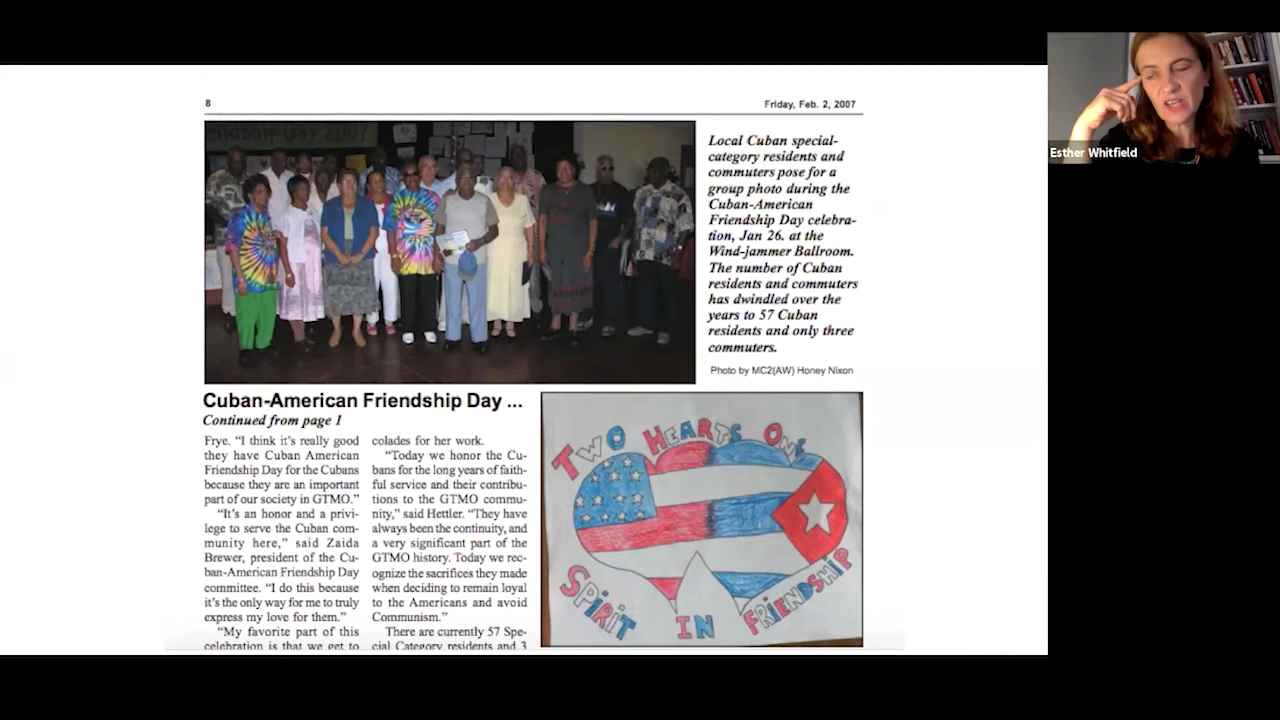 8
Friday, Feb. 2, 2007
endship Day 2007
Local Cuban special-
category residents and
commuters pose for a
group photo during the
Cuban-American
Friendship Day celebra-
tion, Jan 26. at the
Wind-jammer Ballroom.
The number of Cuban
residents and commuters
has dwindled over the
years to 57 Cuban
residents and only three
commuters.
Photo by MC2(AW) Honey Nixon
Cuban-American Friendship Day ...
Continued from page 1
Frye. “I think it’s really good
they have Cuban American
Friendship Day for the Cubans
because they are an important
part of our society in GTMO.”
“It’s an honor and a privi-
lege to serve the Cuban com-
munity here,” said Zaida
Brewer, president of the Cu-
ban-American Friendship Day
committee. “I do this because
it’s the only way for me to truly
express my love for them.”
“My favorite part of this
celebration is that we get to
colades for her work.
“Today we honor the Cu-
bans for the long years of faith-
ful service and their contribu-
tions to the GTMO commu-
nity,” said Hettler. “They have
always been the continuity, and
a very significant part of the
GTMO history. Today we rec-
ognize the sacrifices they made
when deciding to remain loyal
to the Americans and avoid
Communism.”
There are currently 57 Spe-
cial Category residents and 3
TWO HEARTS ONE
SPIRIT IN FRIENDSHIP
Esther Whitfield